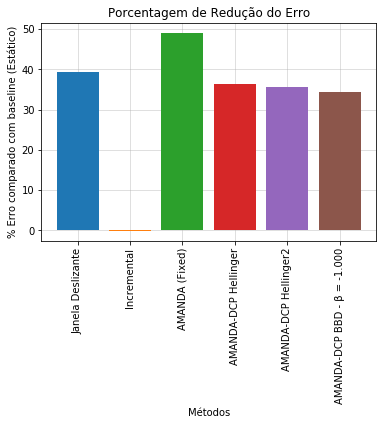 Porcentagem de Redução do Erro
% Erro comparado com baseline (Estático)
50
40
30
20
10
0
Janela Deslizante
Incremental
AMANDA (Fixed)
AMANDA-DCP Hellinger
AMANDA-DCP Hellinger2
AMANDA-DCP BBD - β = -1.000
Métodos